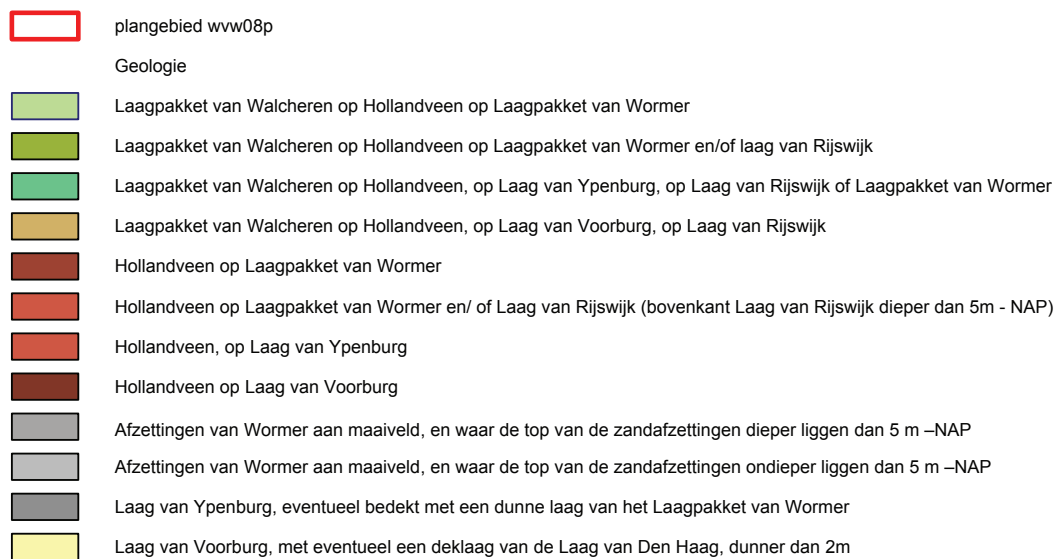 plangebied wvw08p
Geologie
Laagpakket van Walcheren op Hollandveen op Laagpakket van Wormer
Laagpakket van Walcheren op Hollandveen op Laagpakket van Wormer en/of laag van Rijswijk
Laagpakket van Walcheren op Hollandveen, op Laag van Ypenburg, op Laag van Rijswijk of Laagpakket van Wormer
Laagpakket van Walcheren op Hollandveen, op Laag van Voorburg, op Laag van Rijswijk
Hollandveen op Laagpakket van Wormer
Hollandveen op Laagpakket van Wormer en/ of Laag van Rijswijk (bovenkant Laag van Rijswijk dieper dan 5m - NAP)
Hollandveen, op Laag van Ypenburg
Hollandveen op Laag van Voorburg
Afzettingen van Wormer aan maaiveld, en waar de top van de zandafzettingen dieper liggen dan 5 m –NAP
Afzettingen van Wormer aan maaiveld, en waar de top van de zandafzettingen ondieper liggen dan 5 m –NAP
Laag van Ypenburg, eventueel bedekt met een dunne laag van het Laagpakket van Wormer
Laag van Voorburg, met eventueel een deklaag van de Laag van Den Haag, dunner dan 2m